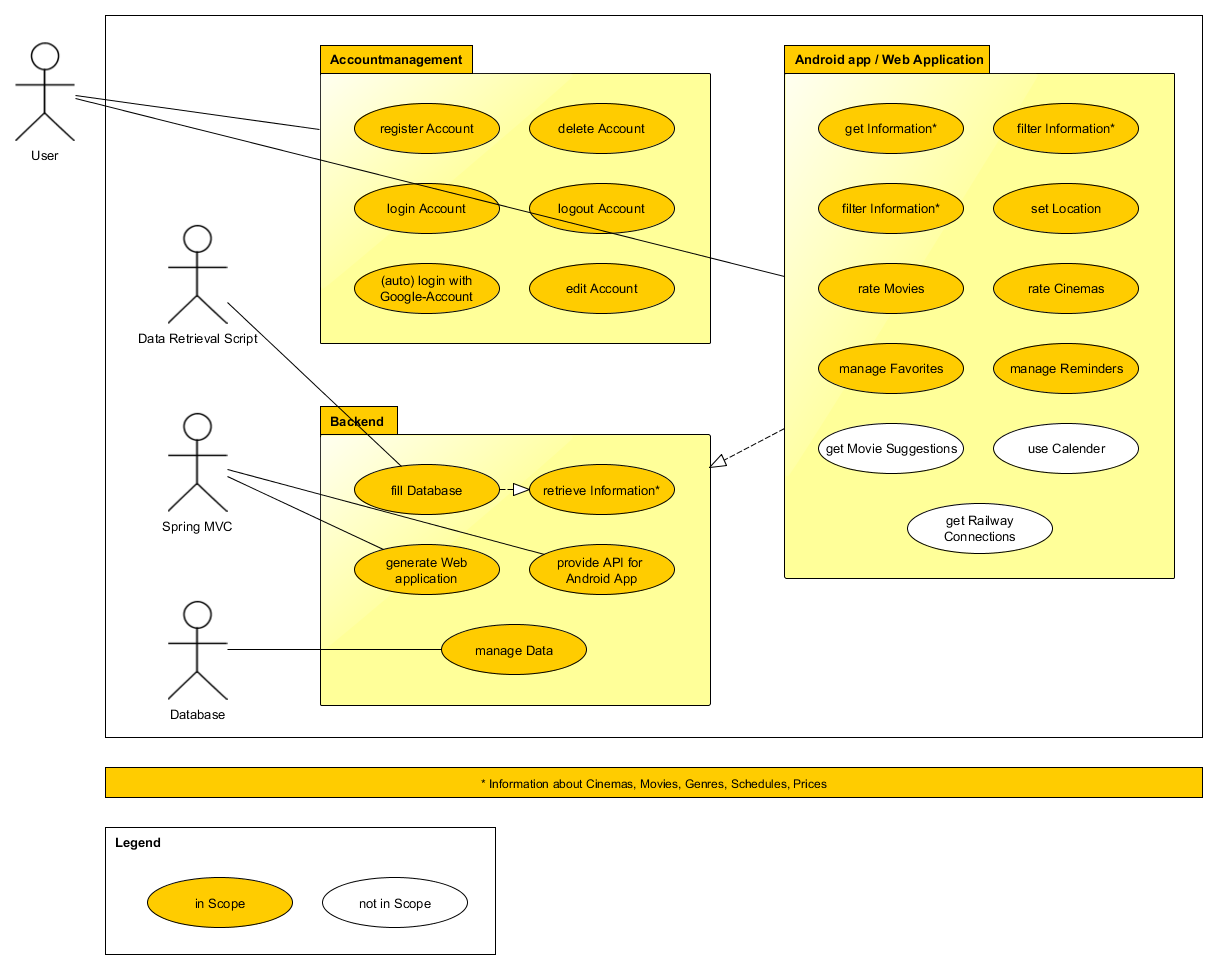 User
Accountmanagement
register Account
delete Account
login Account
logout Account
(auto) login with
Google-Account
edit Account
Android app / Web Application
get Information*
filter Information*
filter Information*
set Location
rate Movies
rate Cinemas
manage Favorites
manage Reminders
get Movie Suggestions
use Calender
get Railway
Connections
Data Retrieval Script
Spring MVC
Database
Backend
fill Database
retrieve Information*
generate Web
application
provide API for
Android App
manage Data
* Information about Cinemas, Movies, Genres, Schedules, Prices
Legend
in Scope
not in Scope